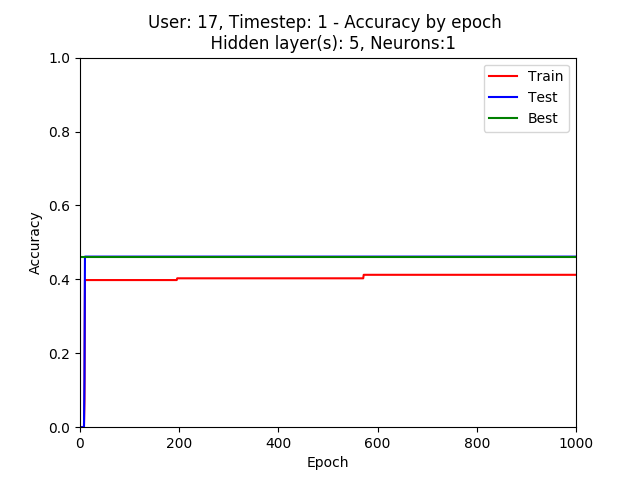 User: 17, Timestep: 1 - Accuracy by epoch
Hidden layer(s): 5, Neurons:1
1.0
0.8
0.6
0.4
0.2
0.0
Accuracy
Train
Test
Best
0 200 400 600 800 1000
Epoch